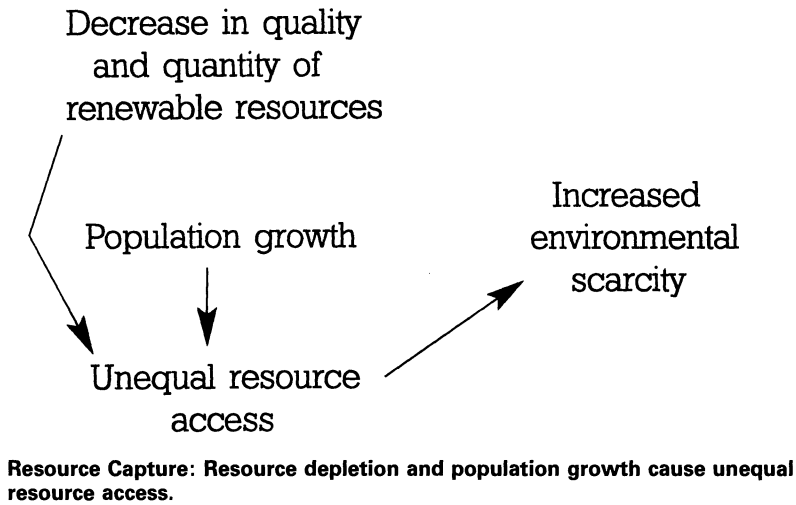 Decrease in quality
and quantity of
renewable resources
Population growth
Unequal resource
access
Increased
environmental
scarcity
Resource Capture: Resource depletion and population growth cause unequal
resource access.